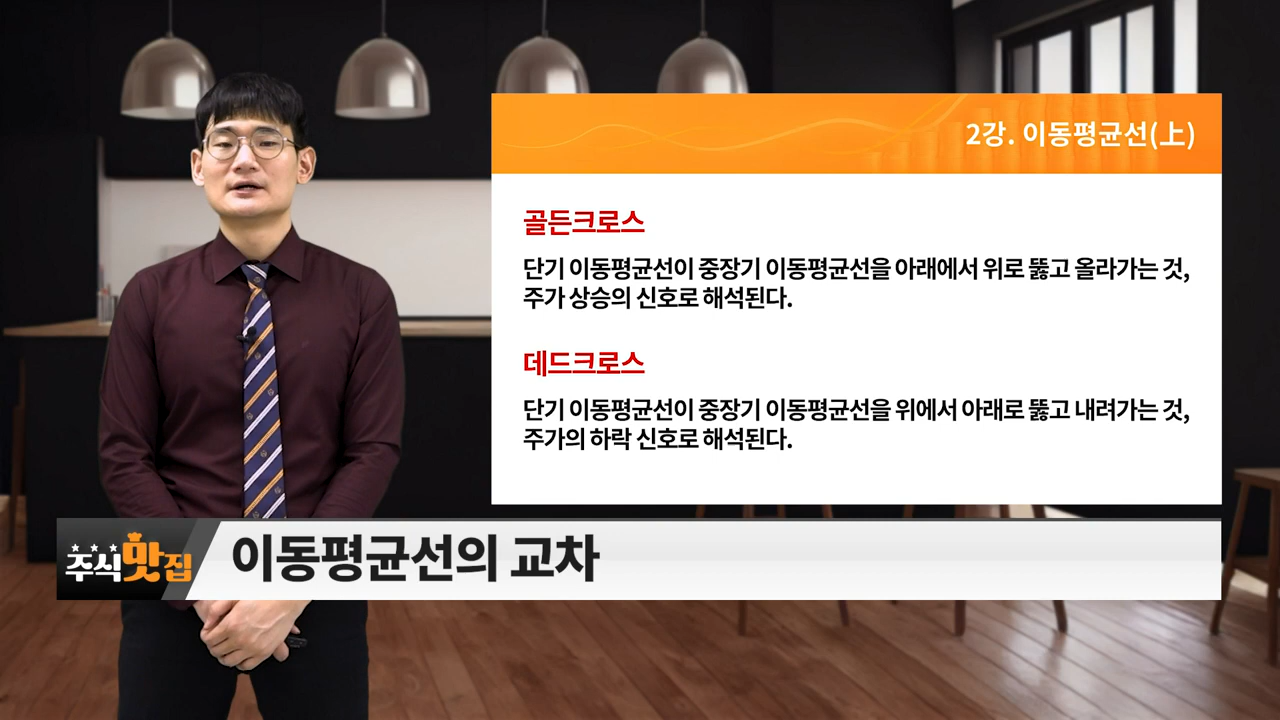 2강. 이동평균선(上)
골든크로스
단기 이동평균선이 중장기 이동평균선을 아래에서 위로 뚫고 올라가는 것,
주가 상승의 신호로 해석된다.
데드크로스
단기 이동평균선이 중장기 이동평균선을 위에서 아래로 뚫고 내려가는 것,
주가의 하락 신호로 해석된다.
주식맛집
이동평균선의 교차